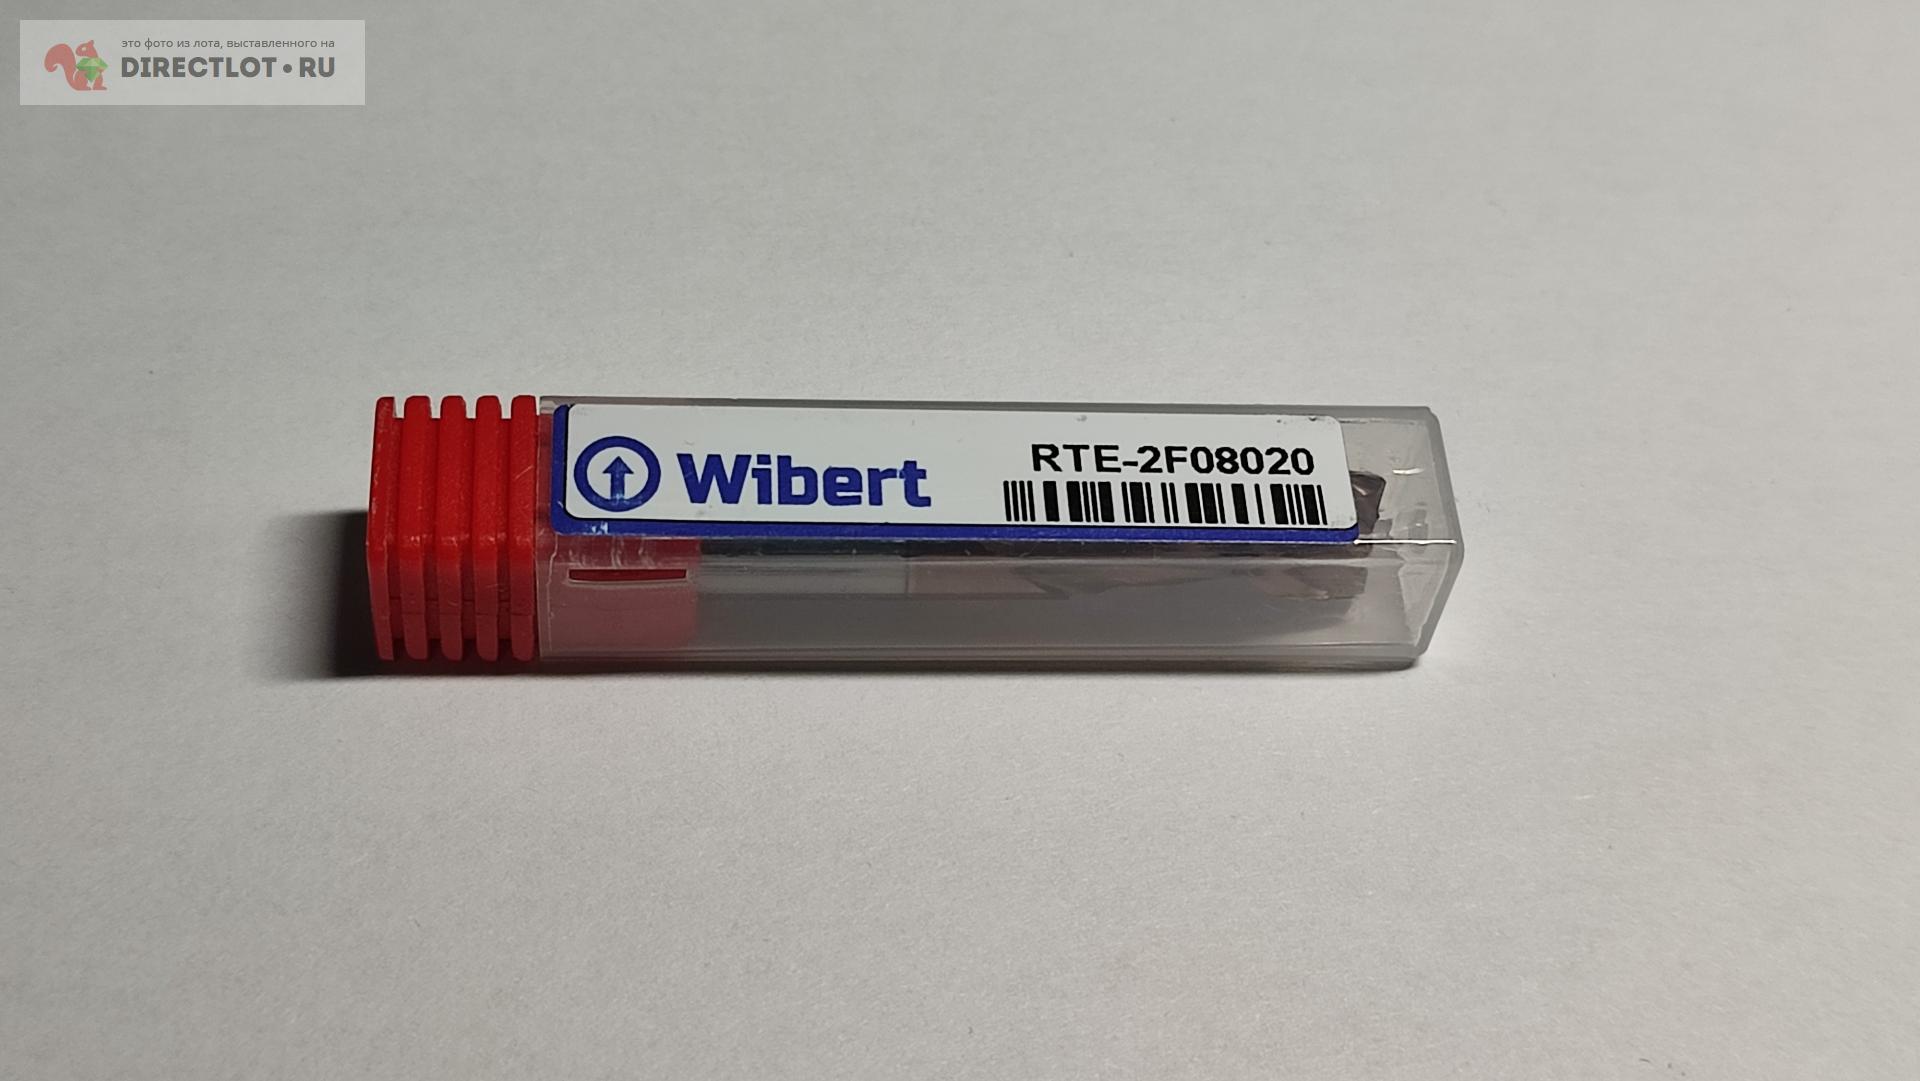 это фото из лота, выставленного на
DIRECTLOT•RU
Wibert
RTE-2F08020